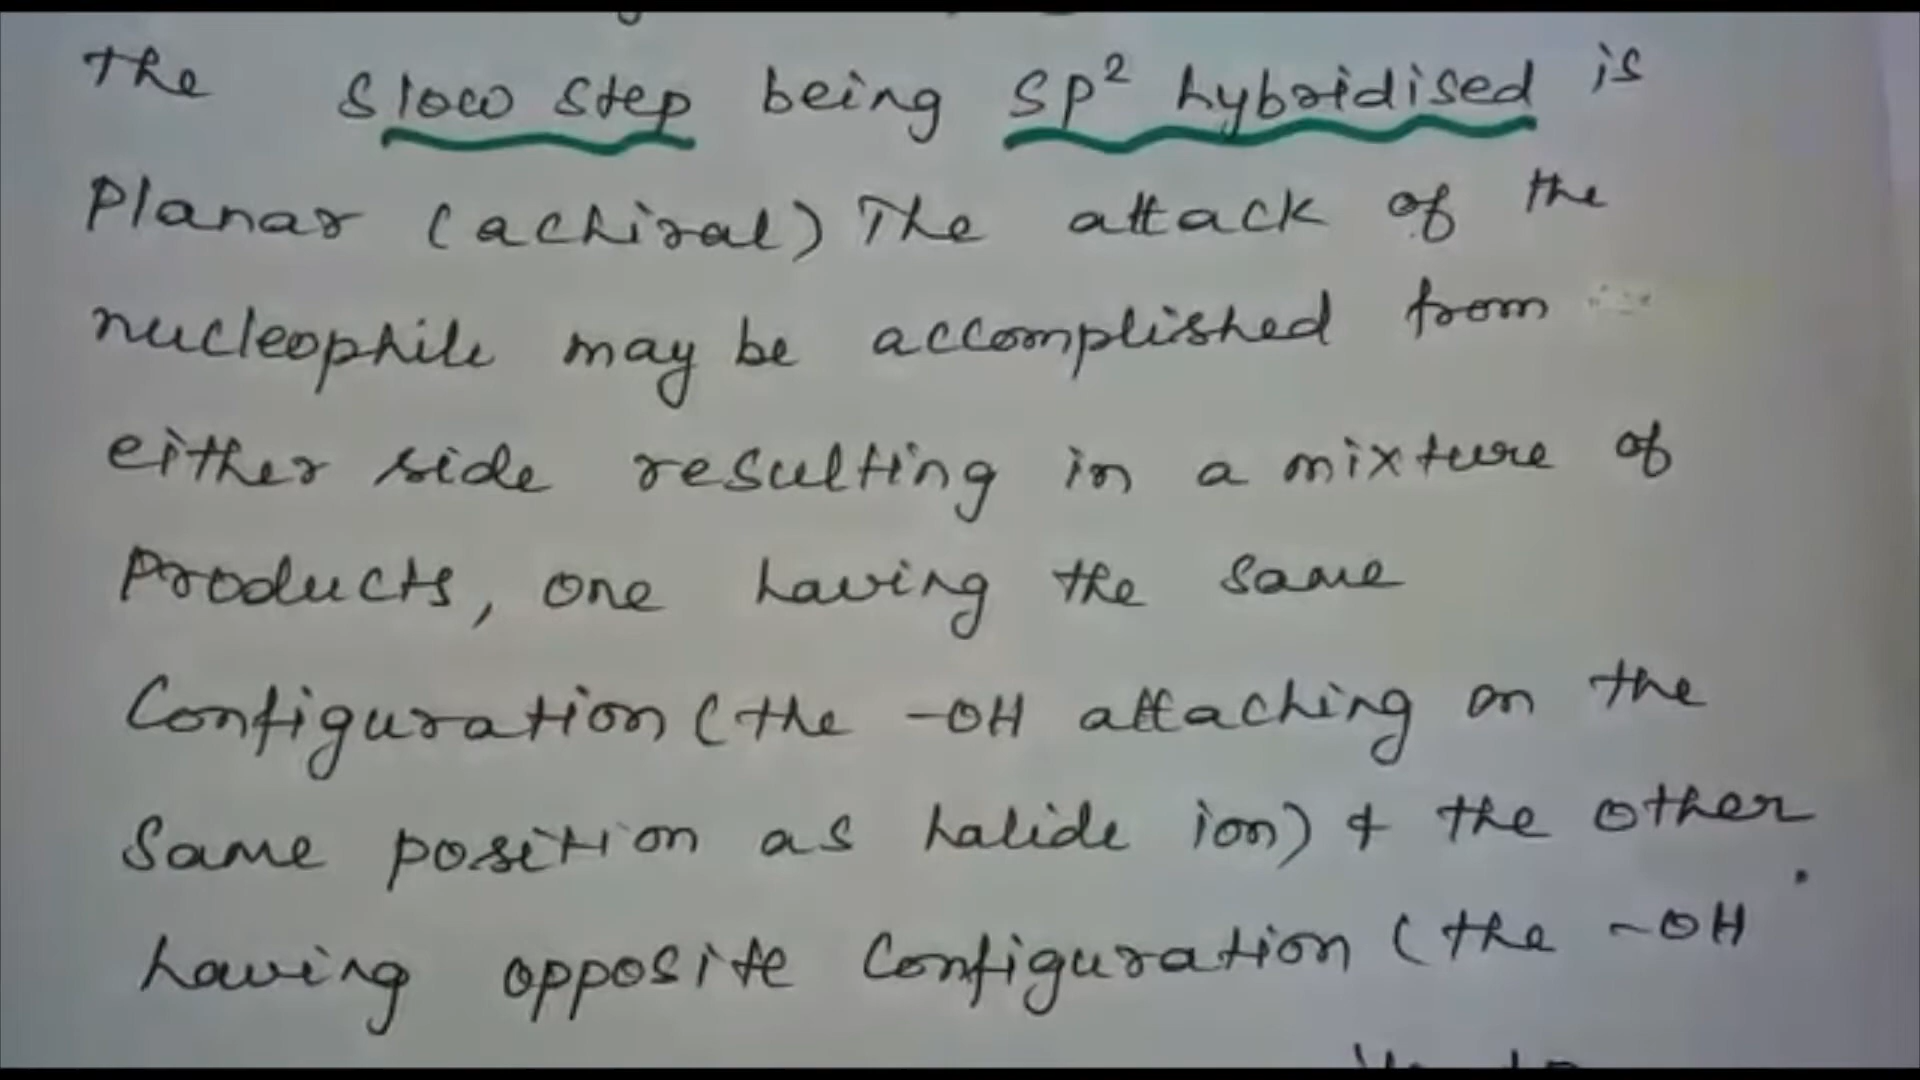 the slow step being sp² hybridised is
planar (achiral) The attack of the
nucleophile may be accomplished from
either side resulting in a mixture of
Products, one having the same
Configuration (the -OH attaching on the
Same position as halide ion) & the other
having opposite Configuration (the -OH